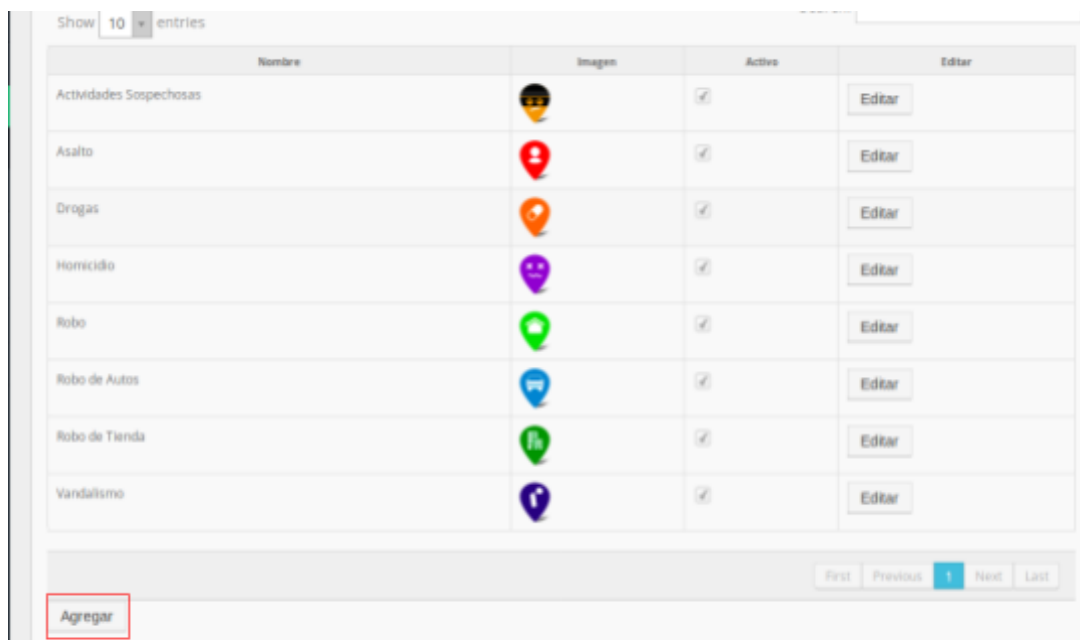 Show 10 entries
Nombre Imagen Activo Editar
Actividades Sospechosas Editar
Asalto Editar
Drogas Editar
Homicidio Editar
Robo Editar
Robo de Autos Editar
Robo de Tienda Editar
Vandalismo Editar
First Previous 1 Next Last
Agregar